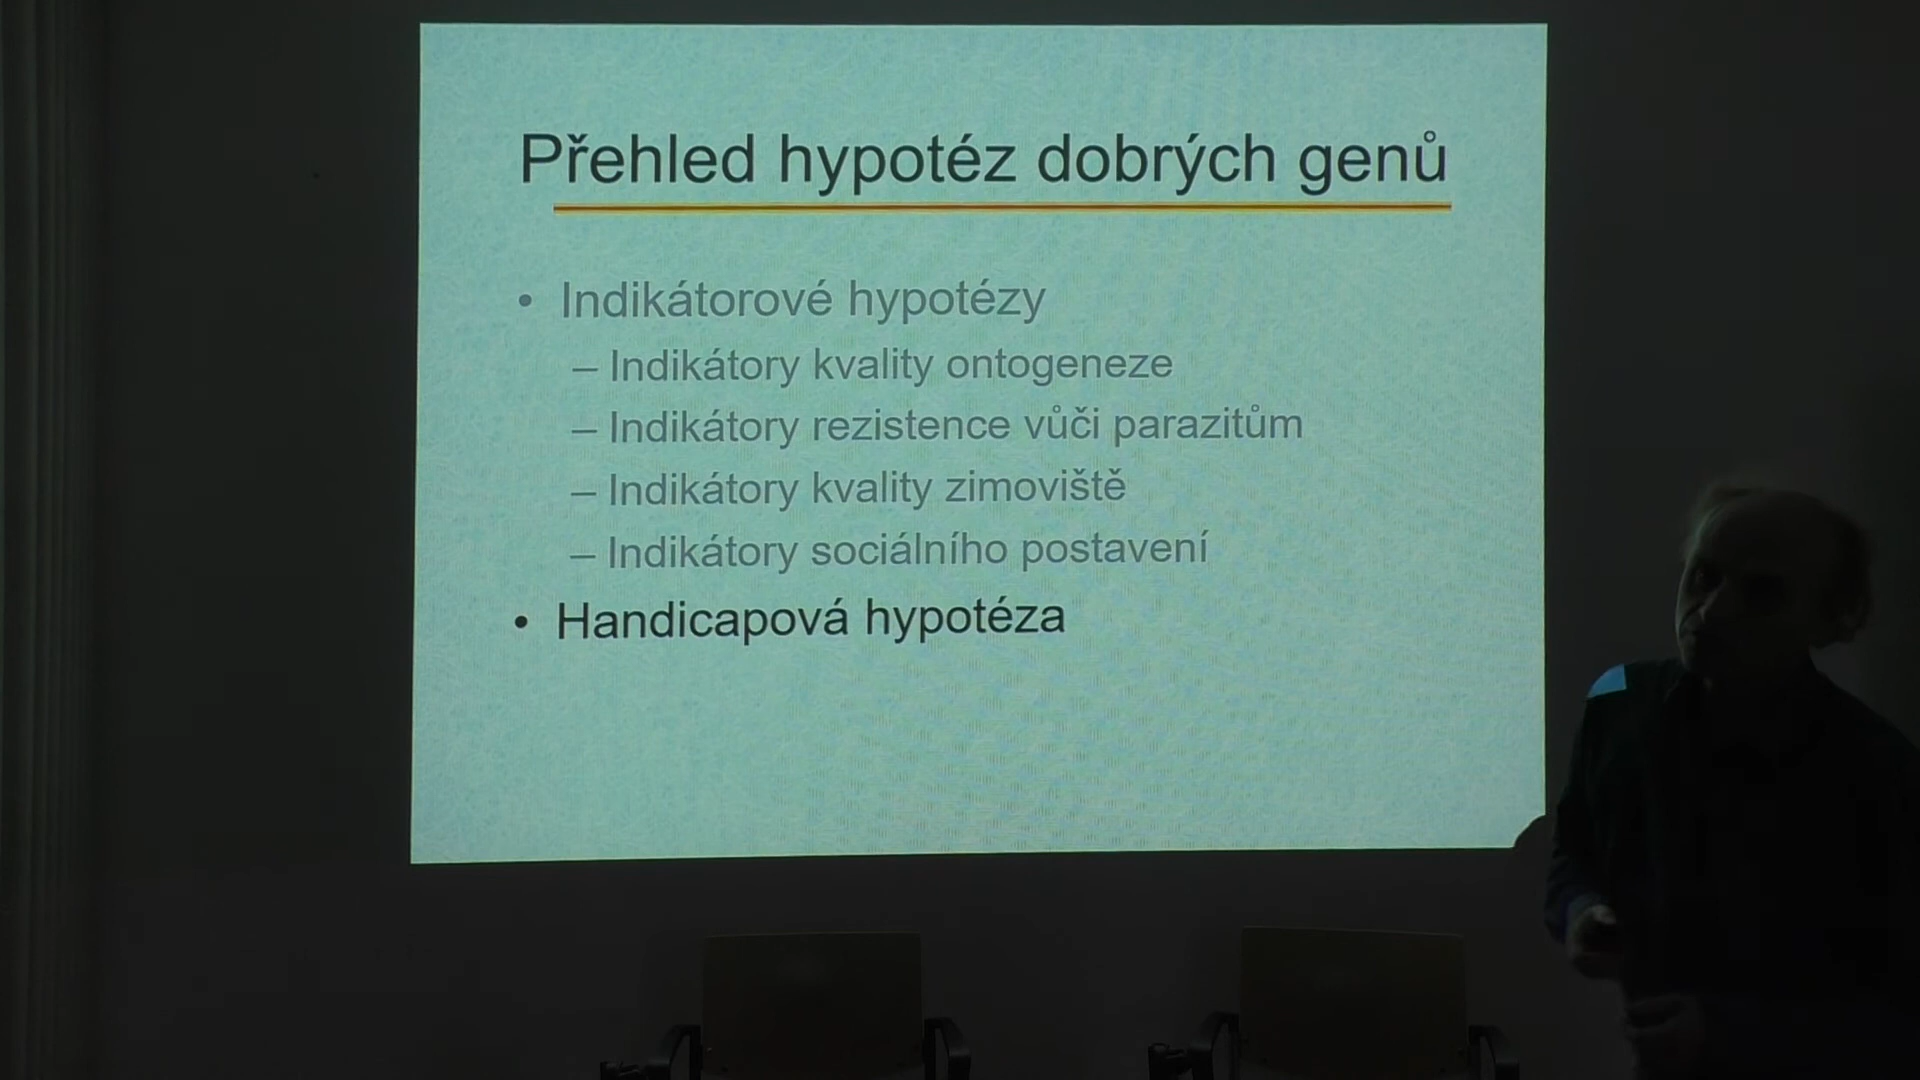 Přehled hypotéz dobrých genů
• Indikátorové hypotézy
– Indikátory kvality ontogeneze
– Indikátory rezistence vůči parazitům
– Indikátory kvality zimoviště
– Indikátory sociálního postavení
• Handicapová hypotéza